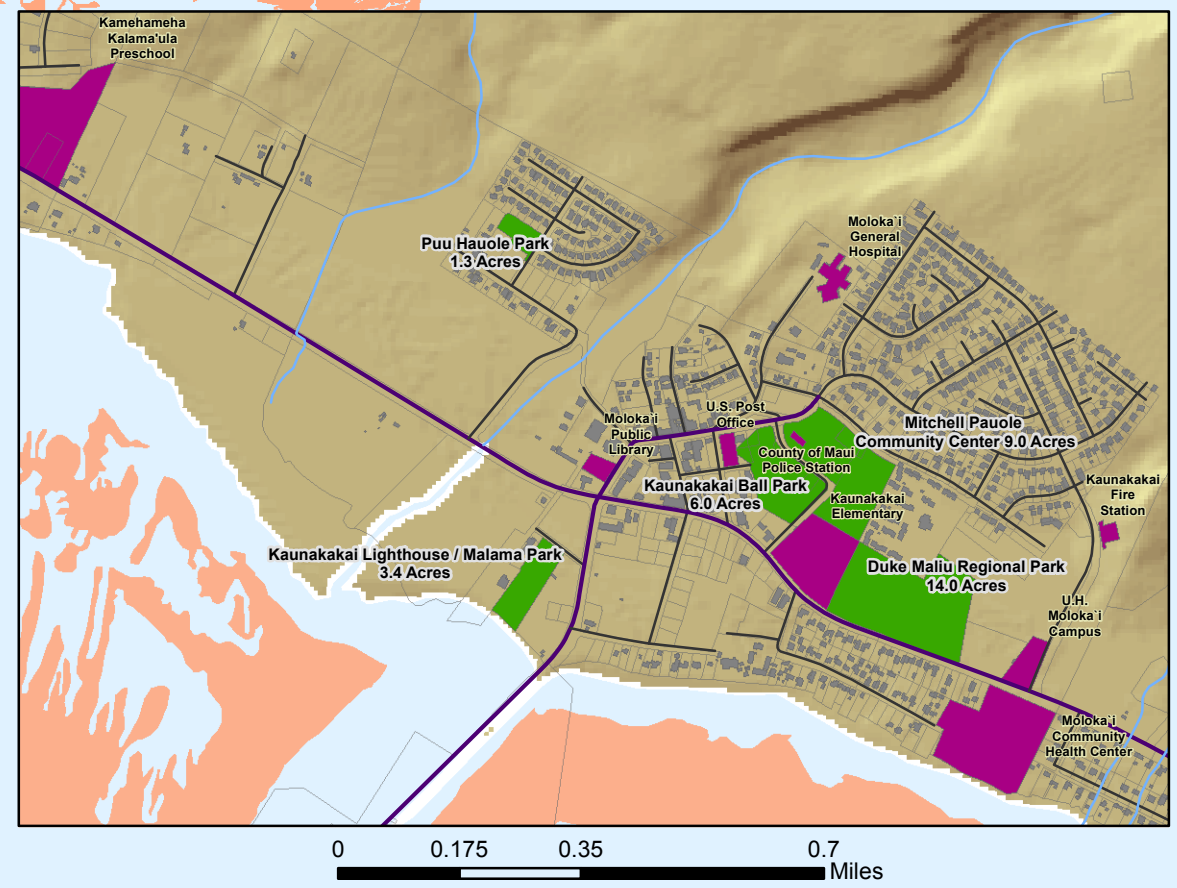 Kamehameha
Kalama'ula
Preschool
Puu Hauole Park
1.3 Acres
Moloka`i
General
Hospital
Moloka`i
Public
Library
U.S. Post
Office
Mitchell Pauole
Community Center 9.0 Acres
County of Maui
Police Station
Kaunakakai Ball Park
6.0 Acres
Kaunakakai
Elementary
Kaunakakai
Fire
Station
Kaunakakai Lighthouse / Malama Park
3.4 Acres
Duke Maliu Regional Park
14.0 Acres
U.H.
Moloka`i
Campus
Moloka`i
Community
Health Center
0 0.175 0.35 0.7
Miles